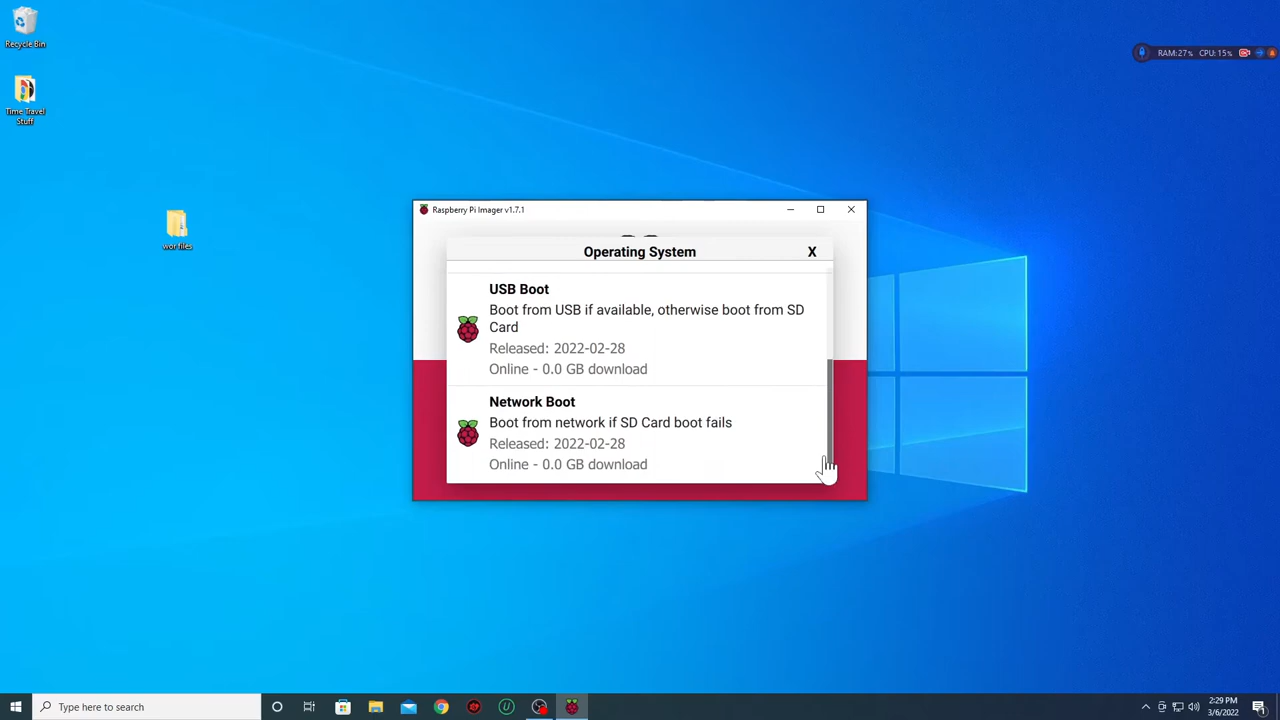 Recycle Bin
Time Travel
Stuff
wor files
RAM:27% CPU:15%
Raspberry Pi Imager v1.7.1
Operating System
X
USB Boot
Boot from USB if available, otherwise boot from SD
Card
Released: 2022-02-28
Online - 0.0 GB download
Network Boot
Boot from network if SD Card boot fails
Released: 2022-02-28
Online - 0.0 GB download
Type here to search
2:29 PM
3/6/2022
1